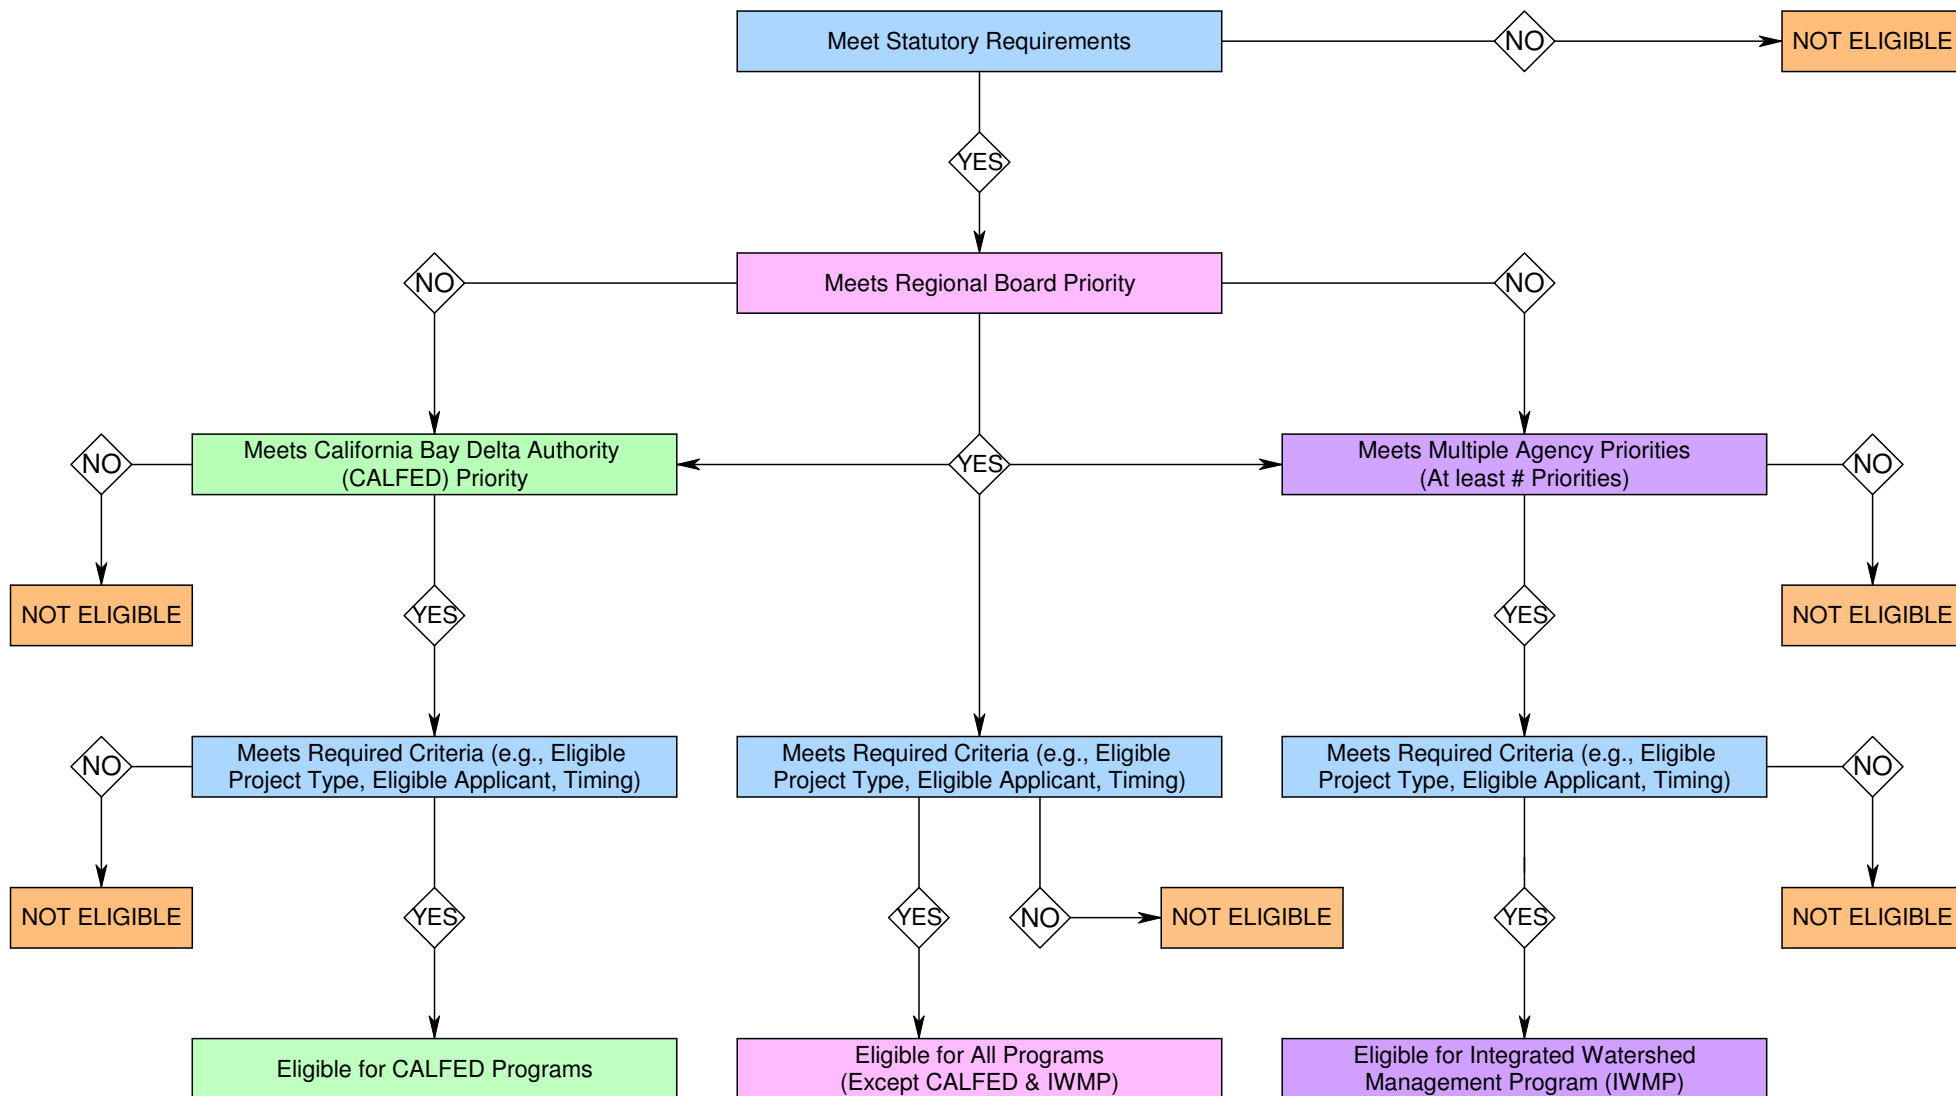 Meet Statutory Requirements
NO
NOT ELIGIBLE
YES
NO
Meets Regional Board Priority
NO
NO
Meets California Bay Delta Authority
(CALFED) Priority
YES
Meets Multiple Agency Priorities
(At least # Priorities)
NO
NOT ELIGIBLE
YES
YES
NOT ELIGIBLE
NO
Meets Required Criteria (e.g., Eligible
Project Type, Eligible Applicant, Timing)
Meets Required Criteria (e.g., Eligible
Project Type, Eligible Applicant, Timing)
Meets Required Criteria (e.g., Eligible
Project Type, Eligible Applicant, Timing)
NO
NOT ELIGIBLE
YES
YES
NO
NOT ELIGIBLE
YES
NOT ELIGIBLE
Eligible for CALFED Programs
Eligible for All Programs
(Except CALFED & IWMP)
Eligible for Integrated Watershed
Management Program (IWMP)